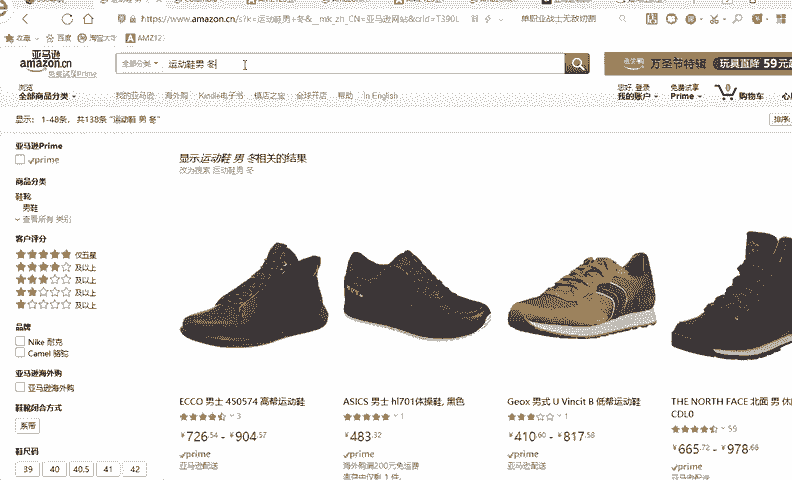 https://www.amazon.cn/s?k=运动鞋男+冬&__mk_zh_CN=亚马逊网站&crid=T390L
单职业战士无敌切割
收藏
百度
淘宝大学
AMZ12
亚马逊
amazon.cn
免费试享Prime
全部分类
运动鞋男 冬
万圣节特辑 玩具直降 59元
浏览
全部商品分类
我的亚马逊 海外购 Kindle电子书 镇店之宝 全球开店 帮助 In English
您好, 登录
我的账户
免费试享
Prime
0
购物车
显示: 1-48条, 共138条 "运动鞋 男 冬"
排序
亚马逊Prime
prime
商品分类
鞋靴
男鞋
查看所有 类别
客户评分
仅五星
及以上
及以上
及以上
及以上
品牌
Nike 耐克
Camel 骆驼
亚马逊海外购
亚马逊海外购
鞋靴闭合方式
系带
鞋尺码
39 40 40.5 41 42
显示运动鞋 男 冬相关的结果
改为搜索 运动鞋男 冬
ECCO 男士 450574 高帮运动鞋
3
¥726.54 - ¥904.57
prime
亚马逊配送
ASICS 男士 hl701体操鞋, 黑色
1
¥483.32
prime
海外购满200元免运费
库存中仅剩 1 件。
Geox 男式 U Vincit B 低帮运动鞋
1
¥410.60 - ¥817.58
prime
亚马逊配送
THE NORTH FACE 北面 男 休
CDL0
59
¥665.72 - ¥978.66
prime
亚马逊配送